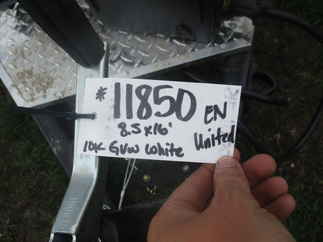 #11850 EN
8.5x16' United
10K GVW White